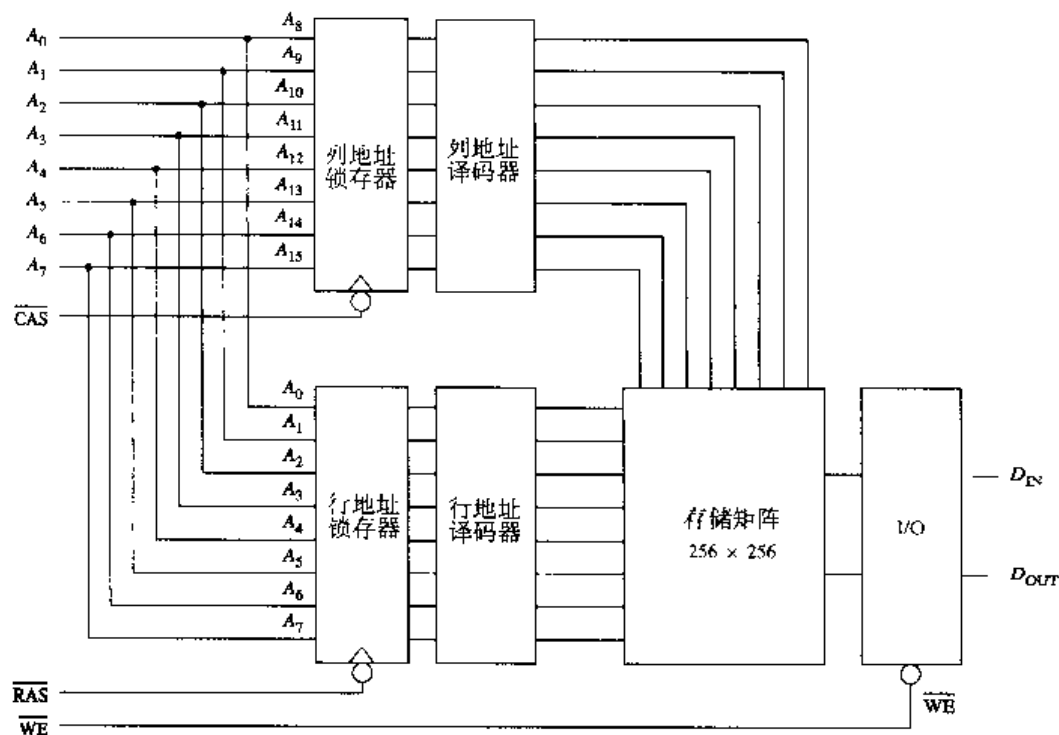 A0
A1
A2
A3
A4
A5
A6
A7
CAS
A8
A9
A10
A11
A12
A13
A14
A15
列地址
锁存器
列地址
译码器
A0
A1
A2
A3
A4
A5
A6
A7
行地址
锁存器
行地址
译码器
存储矩阵
256 × 256
I/O
DIN
DOUT
RAS
WE
WE